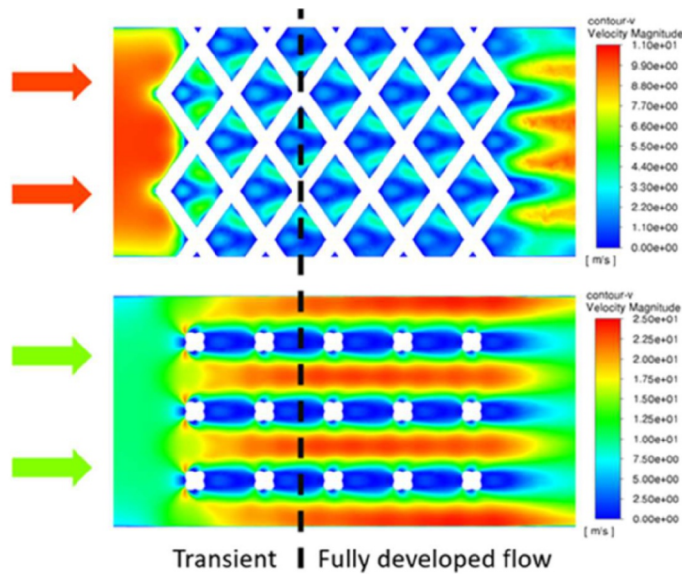 contour-v
Velocity Magnitude
1.10e+01
9.90e+00
8.80e+00
7.70e+00
6.60e+00
5.50e+00
4.40e+00
3.30e+00
2.20e+00
1.10e+00
0.00e+00
[ m/s ]
contour-v
Velocity Magnitude
2.50e+01
2.25e+01
2.00e+01
1.75e+01
1.50e+01
1.25e+01
1.00e+01
7.50e+00
5.00e+00
2.50e+00
0.00e+00
[ m/s ]
Transient
Fully developed flow